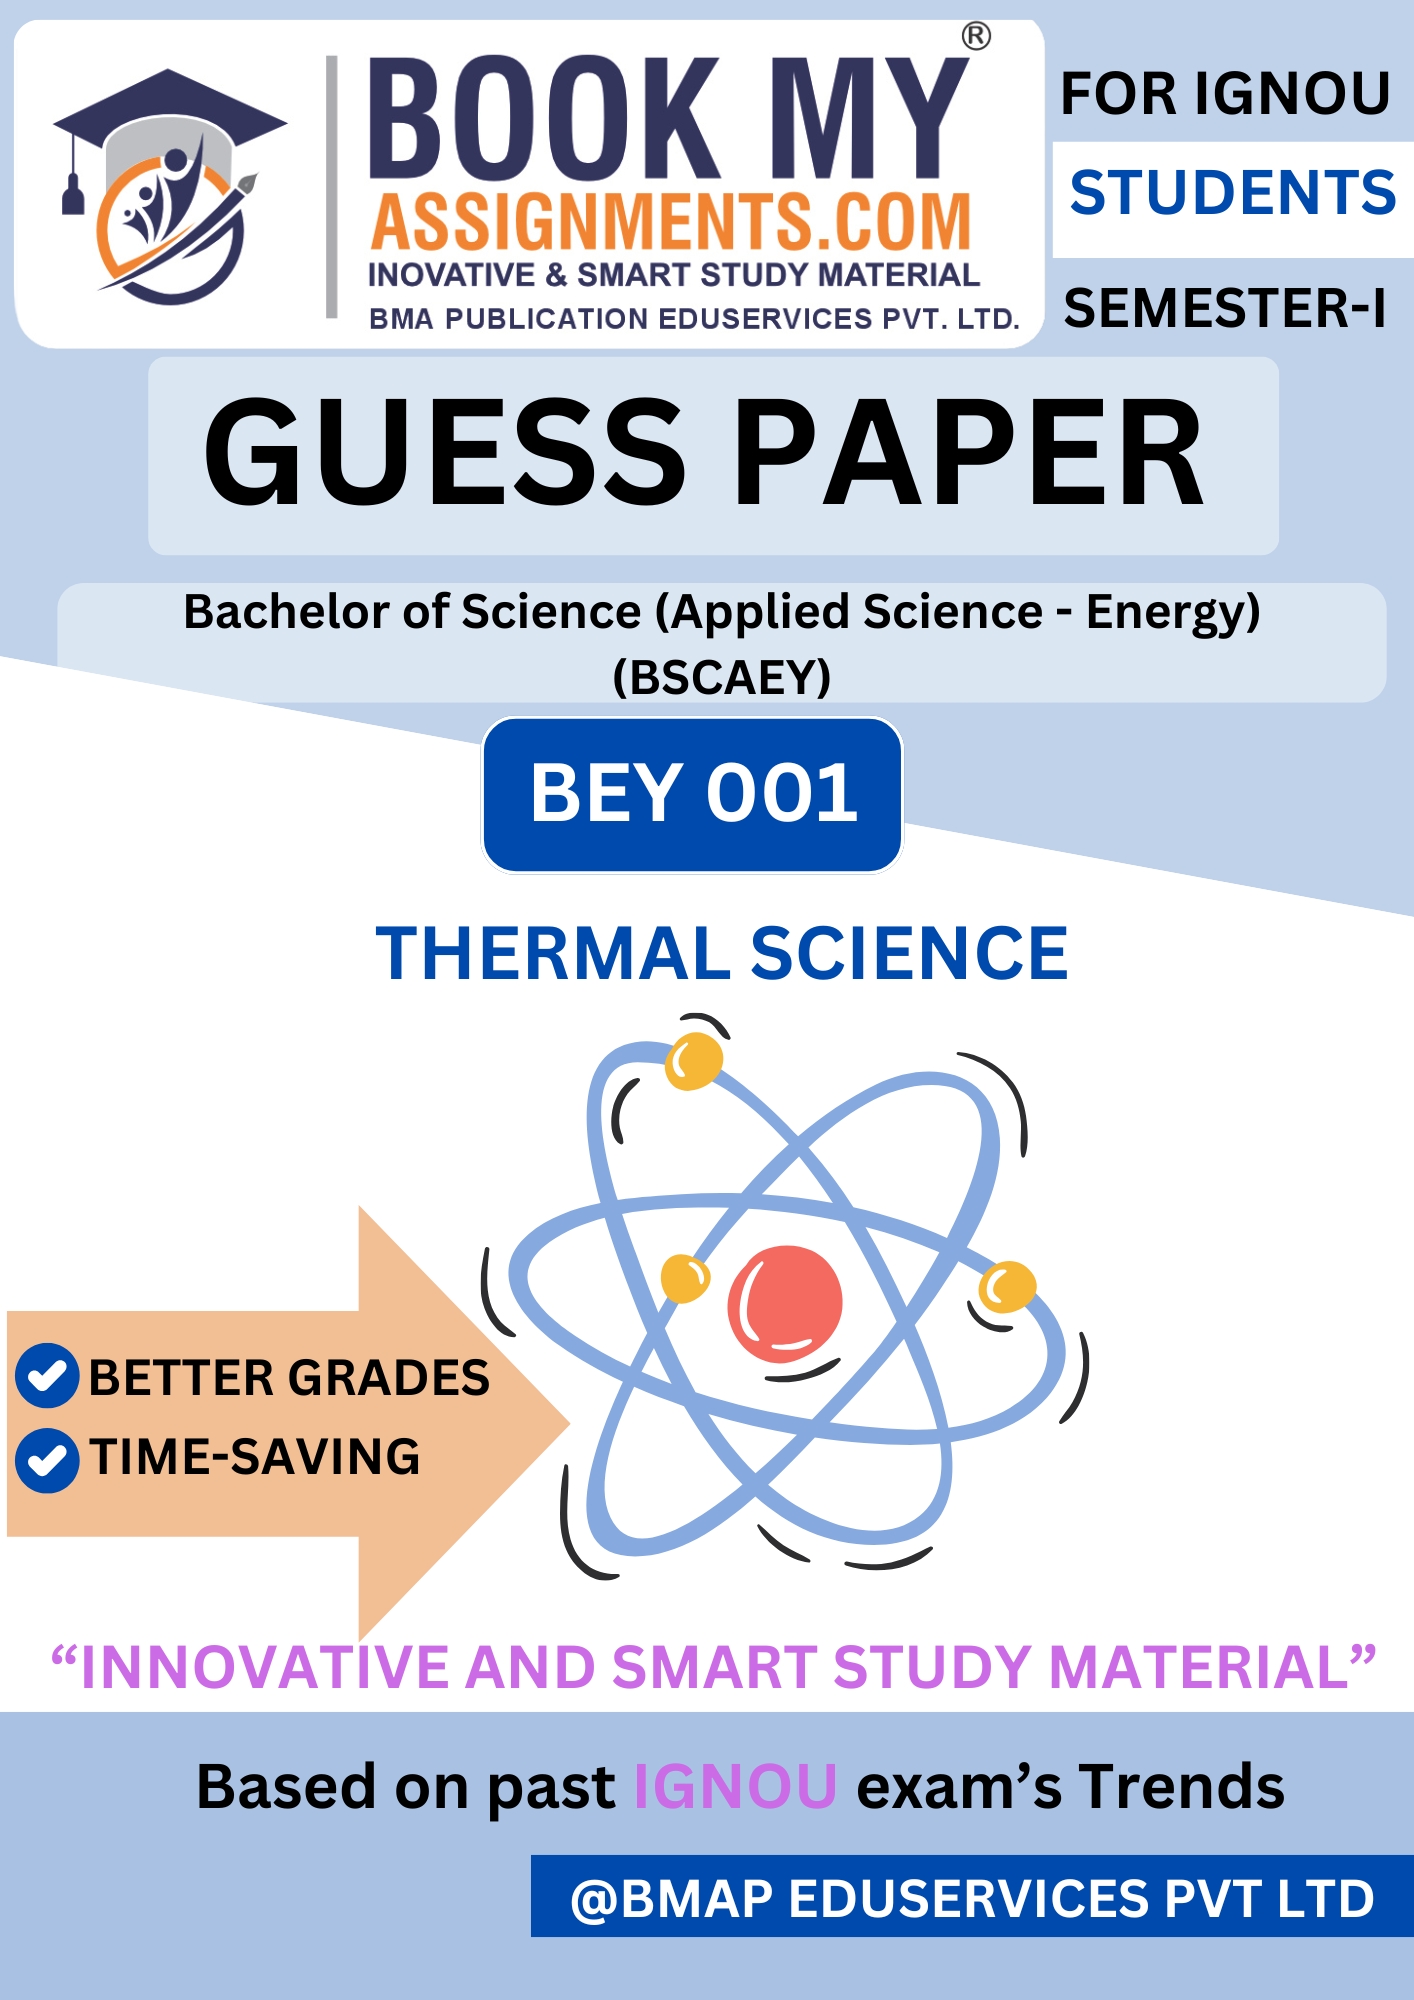 BOOK MY ®
ASSIGNMENTS.COM
INOVATIVE & SMART STUDY MATERIAL
BMA PUBLICATION EDUSERVICES PVT. LTD.
FOR IGNOU
STUDENTS
SEMESTER-I
GUESS PAPER
Bachelor of Science (Applied Science - Energy)
(BSCAEY)
BEY 001
THERMAL SCIENCE
BETTER GRADES
TIME-SAVING
“INNOVATIVE AND SMART STUDY MATERIAL”
Based on past IGNOU exam’s Trends
@BMAP EDUSERVICES PVT LTD